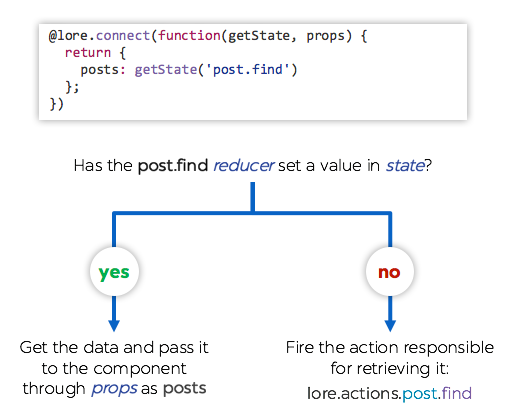 @lore.connect(function(getState, props) {
  return {
    posts: getState('post.find')
  };
})
Has the post.find reducer set a value in state?
yes
no
Get the data and pass it
to the component
through props as posts
Fire the action responsible
for retrieving it:
lore.actions.post.find